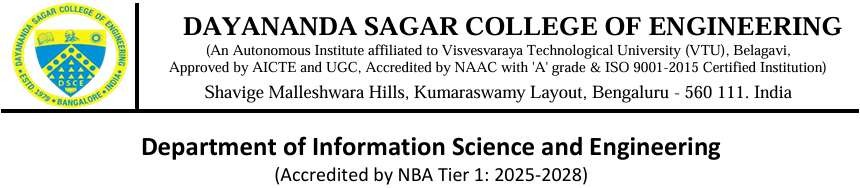 DAYANANDA SAGAR COLLEGE OF ENGINEERING
ESTD.1979 BANGALORE INDIA
DSCE
DAYANANDA SAGAR COLLEGE OF ENGINEERING
(An Autonomous Institute affiliated to Visvesvaraya Technological University (VTU), Belagavi,
Approved by AICTE and UGC, Accredited by NAAC with 'A' grade & ISO 9001-2015 Certified Institution)
Shavige Malleshwara Hills, Kumaraswamy Layout, Bengaluru - 560 111. India
Department of Information Science and Engineering
(Accredited by NBA Tier 1: 2025-2028)